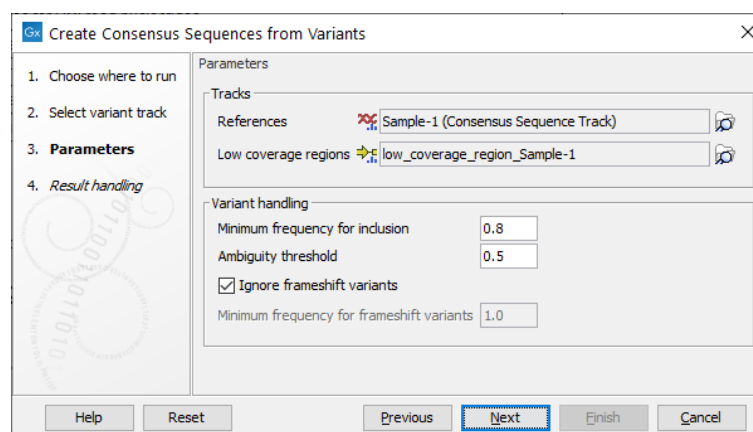 Gx Create Consensus Sequences from Variants
1. Choose where to run
2. Select variant track
3. Parameters
4. Result handling
Parameters
Tracks
References Sample-1 (Consensus Sequence Track)
Low coverage regions low_coverage_region_Sample-1
Variant handling
Minimum frequency for inclusion 0.8
Ambiguity threshold 0.5
Ignore frameshift variants
Minimum frequency for frameshift variants 1.0
Help Reset Previous Next Finish Cancel